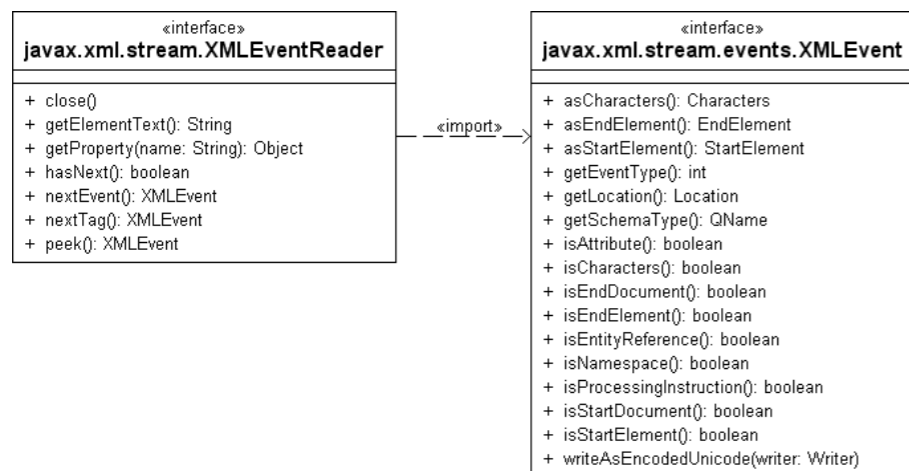 «interface»
javax.xml.stream.XMLEventReader
+ close()
+ getElementText(): String
+ getProperty(name: String): Object
+ hasNext(): boolean
+ nextEvent(): XMLEvent
+ nextTag(): XMLEvent
+ peek(): XMLEvent
«import»
«interface»
javax.xml.stream.events.XMLEvent
+ asCharacters(): Characters
+ asEndElement(): EndElement
+ asStartElement(): StartElement
+ getEventType(): int
+ getLocation(): Location
+ getSchemaType(): QName
+ isAttribute(): boolean
+ isCharacters(): boolean
+ isEndDocument(): boolean
+ isEndElement(): boolean
+ isEntityReference(): boolean
+ isNamespace(): boolean
+ isProcessingInstruction(): boolean
+ isStartDocument(): boolean
+ isStartElement(): boolean
+ writeAsEncodedUnicode(writer: Writer)